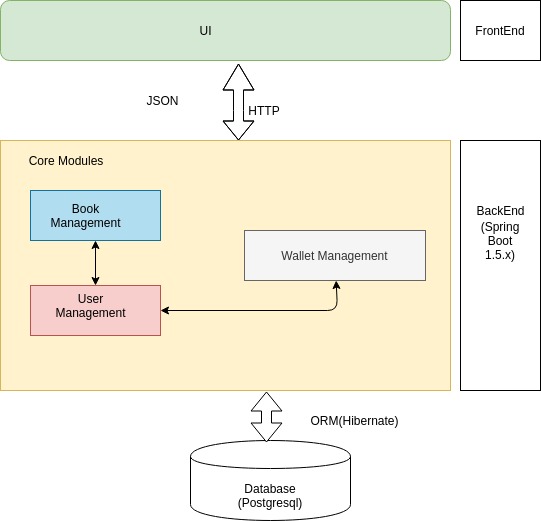 UI
FrontEnd
JSON
HTTP
Core Modules
Book
Management
BackEnd
(Spring
Boot
1.5.x)
Wallet Management
User
Management
ORM(Hibernate)
Database
(Postgresql)